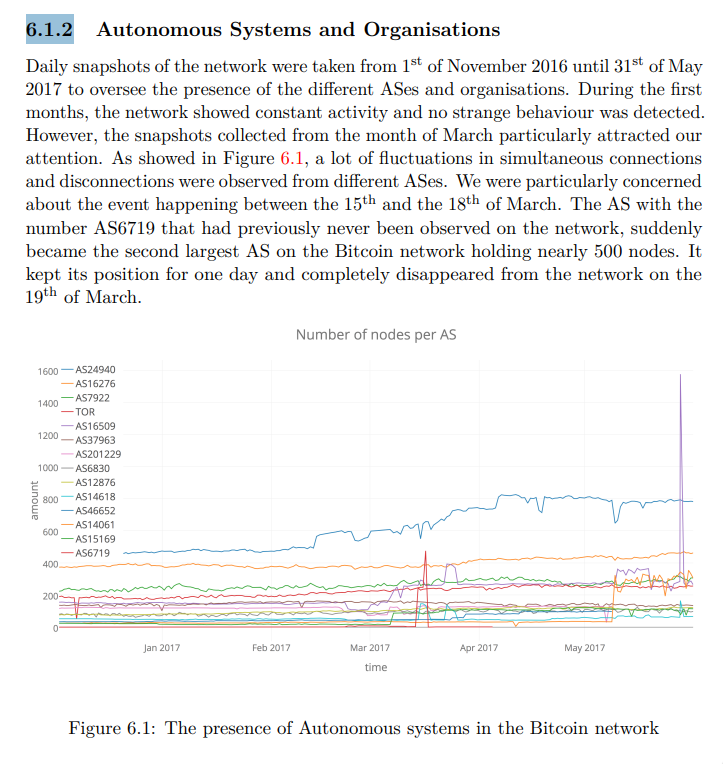 6.1.2 Autonomous Systems and Organisations
Daily snapshots of the network were taken from 1st of November 2016 until 31st of May
2017 to oversee the presence of the different ASes and organisations. During the first
months, the network showed constant activity and no strange behaviour was detected.
However, the snapshots collected from the month of March particularly attracted our
attention. As showed in Figure 6.1, a lot of fluctuations in simultaneous connections
and disconnections were observed from different ASes. We were particularly concerned
about the event happening between the 15th and the 18th of March. The AS with the
number AS6719 that had previously never been observed on the network, suddenly
became the second largest AS on the Bitcoin network holding nearly 500 nodes. It
kept its position for one day and completely disappeared from the network on the
19th of March.
Number of nodes per AS
1600
1400
1200
1000
800
600
400
200
0
amount
AS24940
AS16276
AS7922
TOR
AS16509
AS37963
AS201229
AS6830
AS12876
AS14618
AS46652
AS14061
AS15169
AS6719
Jan 2017 Feb 2017 Mar 2017 Apr 2017 May 2017
time
Figure 6.1: The presence of Autonomous systems in the Bitcoin network